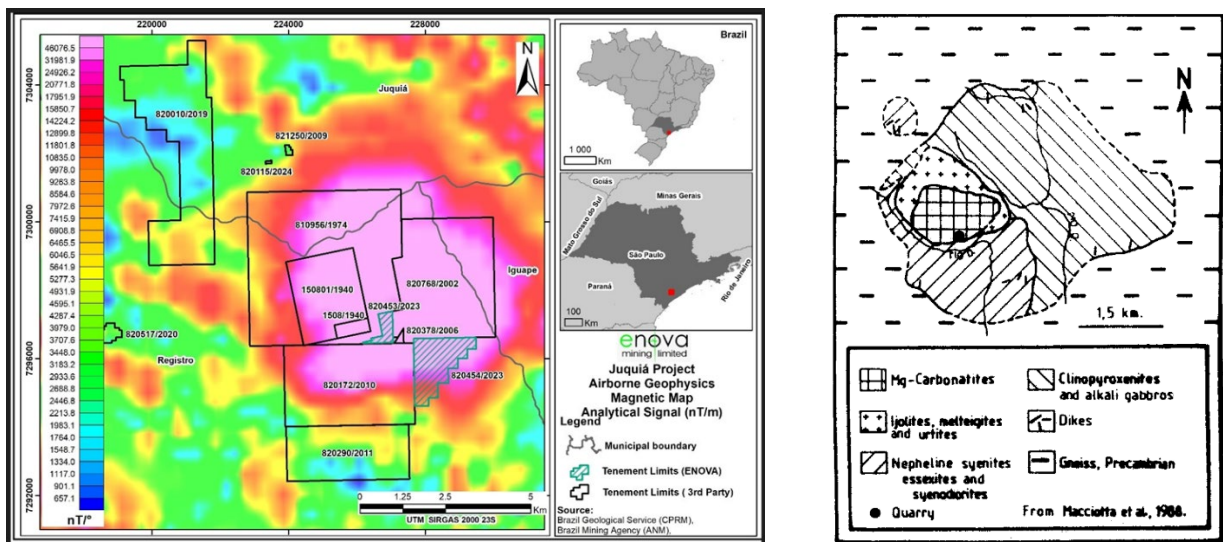 220000
224000
228000
7304000
7300000
7296000
7292000
46076.5
31981.9
24926.2
20771.8
17951.9
15850.7
14224.2
12899.8
11801.8
10835.0
9978.0
9263.8
8584.6
7972.6
7415.9
6908.0
6465.5
6046.5
5641.9
5277.3
4931.9
4595.1
4287.4
3979.0
3707.6
3448.0
3183.2
2933.6
2688.8
2446.8
2213.8
1983.1
1764.0
1548.7
1334.0
1117.0
901.1
657.1
nT/°
N
Juquiá
820010/2019
821250/2009
820115/2024
810956/1974
Iguape
150801/1940
820768/2002
820453/2023
1508/1940
820378/2006
820517/2020
Registro
820172/2010
820454/2023
820290/2011
0 1.25 2.5 5
Km
UTM SIRGAS 2000 23S
Brazil
1 000
Km
Goiás
Minas Gerais
Mato Grosso do Sul
São Paulo
Rio de Janeiro
Paraná
100
Km
enova
mining limited
Juquiá Project
Airborne Geophysics
Magnetic Map
Analytical Signal (nT/m)
Legend
Municipal boundary
Tenement Limits (ENOVA)
Tenement Limits ( 3rd Party)
Source:
Brazil Geological Service (CPRM),
Brazil Mining Agency (ANM),
N
1,5 km.
Mg-Carbonatites
Ijolites, melteigites
and urtites
Nepheline syenites
essexites and
syenodiorites
Quarry
Clinopyroxenites
and alkali gabbros
Dikes
Gneiss, Precambrian
From Macciotta et al, 1988.